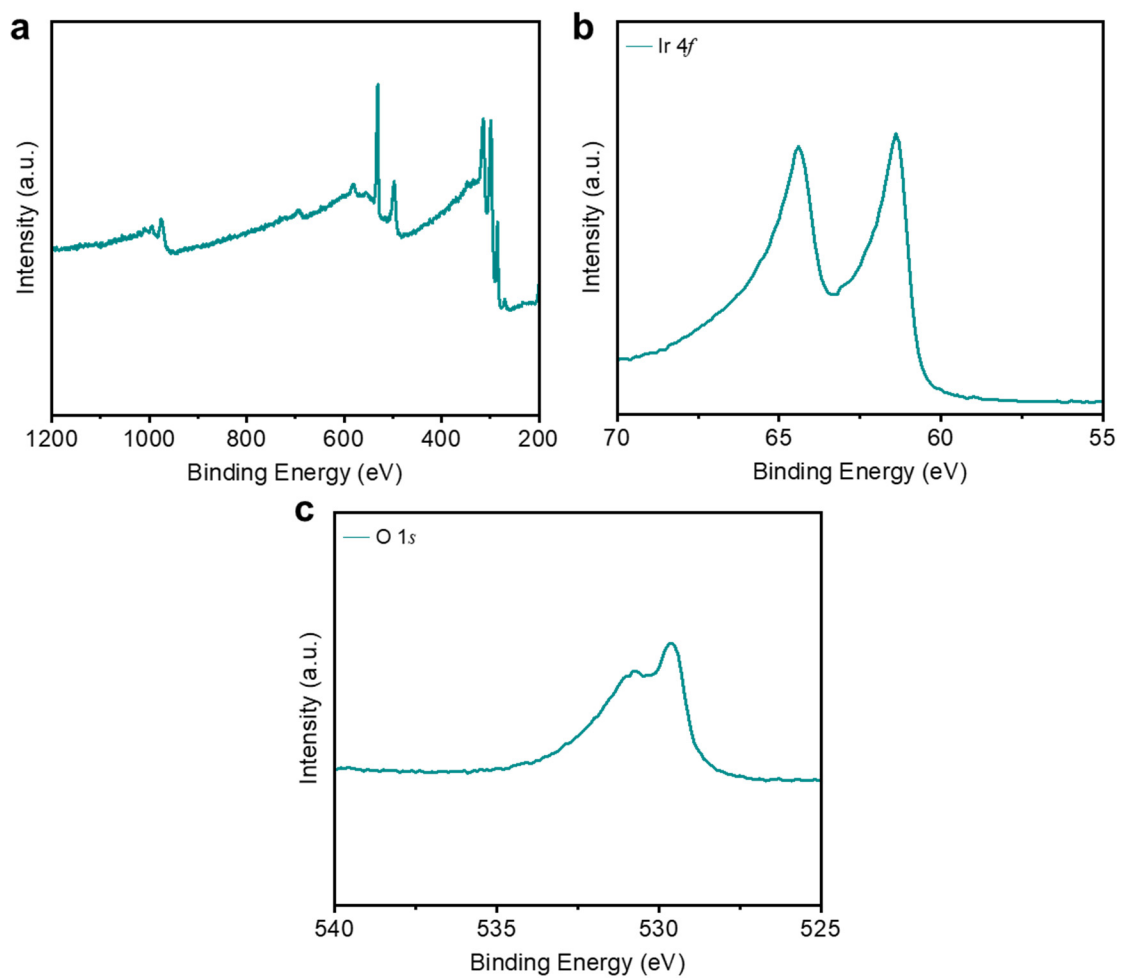 a
Intensity (a.u.)
1200 1000 800 600 400 200
Binding Energy (eV)
b
Ir 4f
Intensity (a.u.)
70 65 60 55
Binding Energy (eV)
c
O 1s
Intensity (a.u.)
540 535 530 525
Binding Energy (eV)